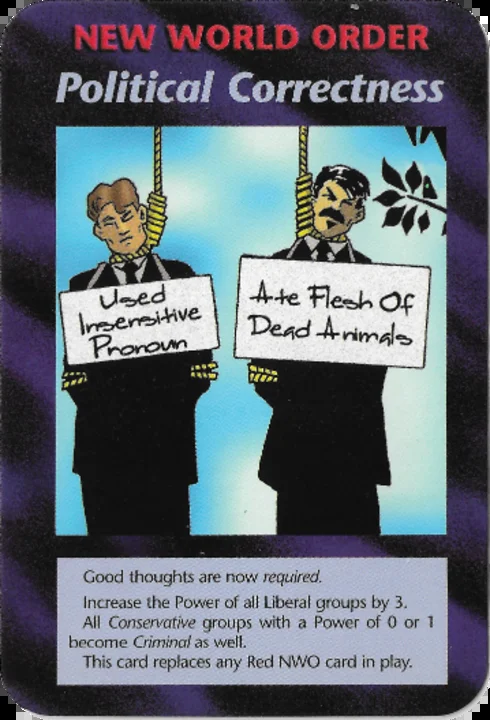 NEW WORLD ORDER
Political Correctness
Used
Insensitive
Pronoun
Ate Flesh Of
Dead Animals
Good thoughts are now required.
Increase the Power of all Liberal groups by 3.
All Conservative groups with a Power of 0 or 1
become Criminal as well.
This card replaces any Red NWO card in play.